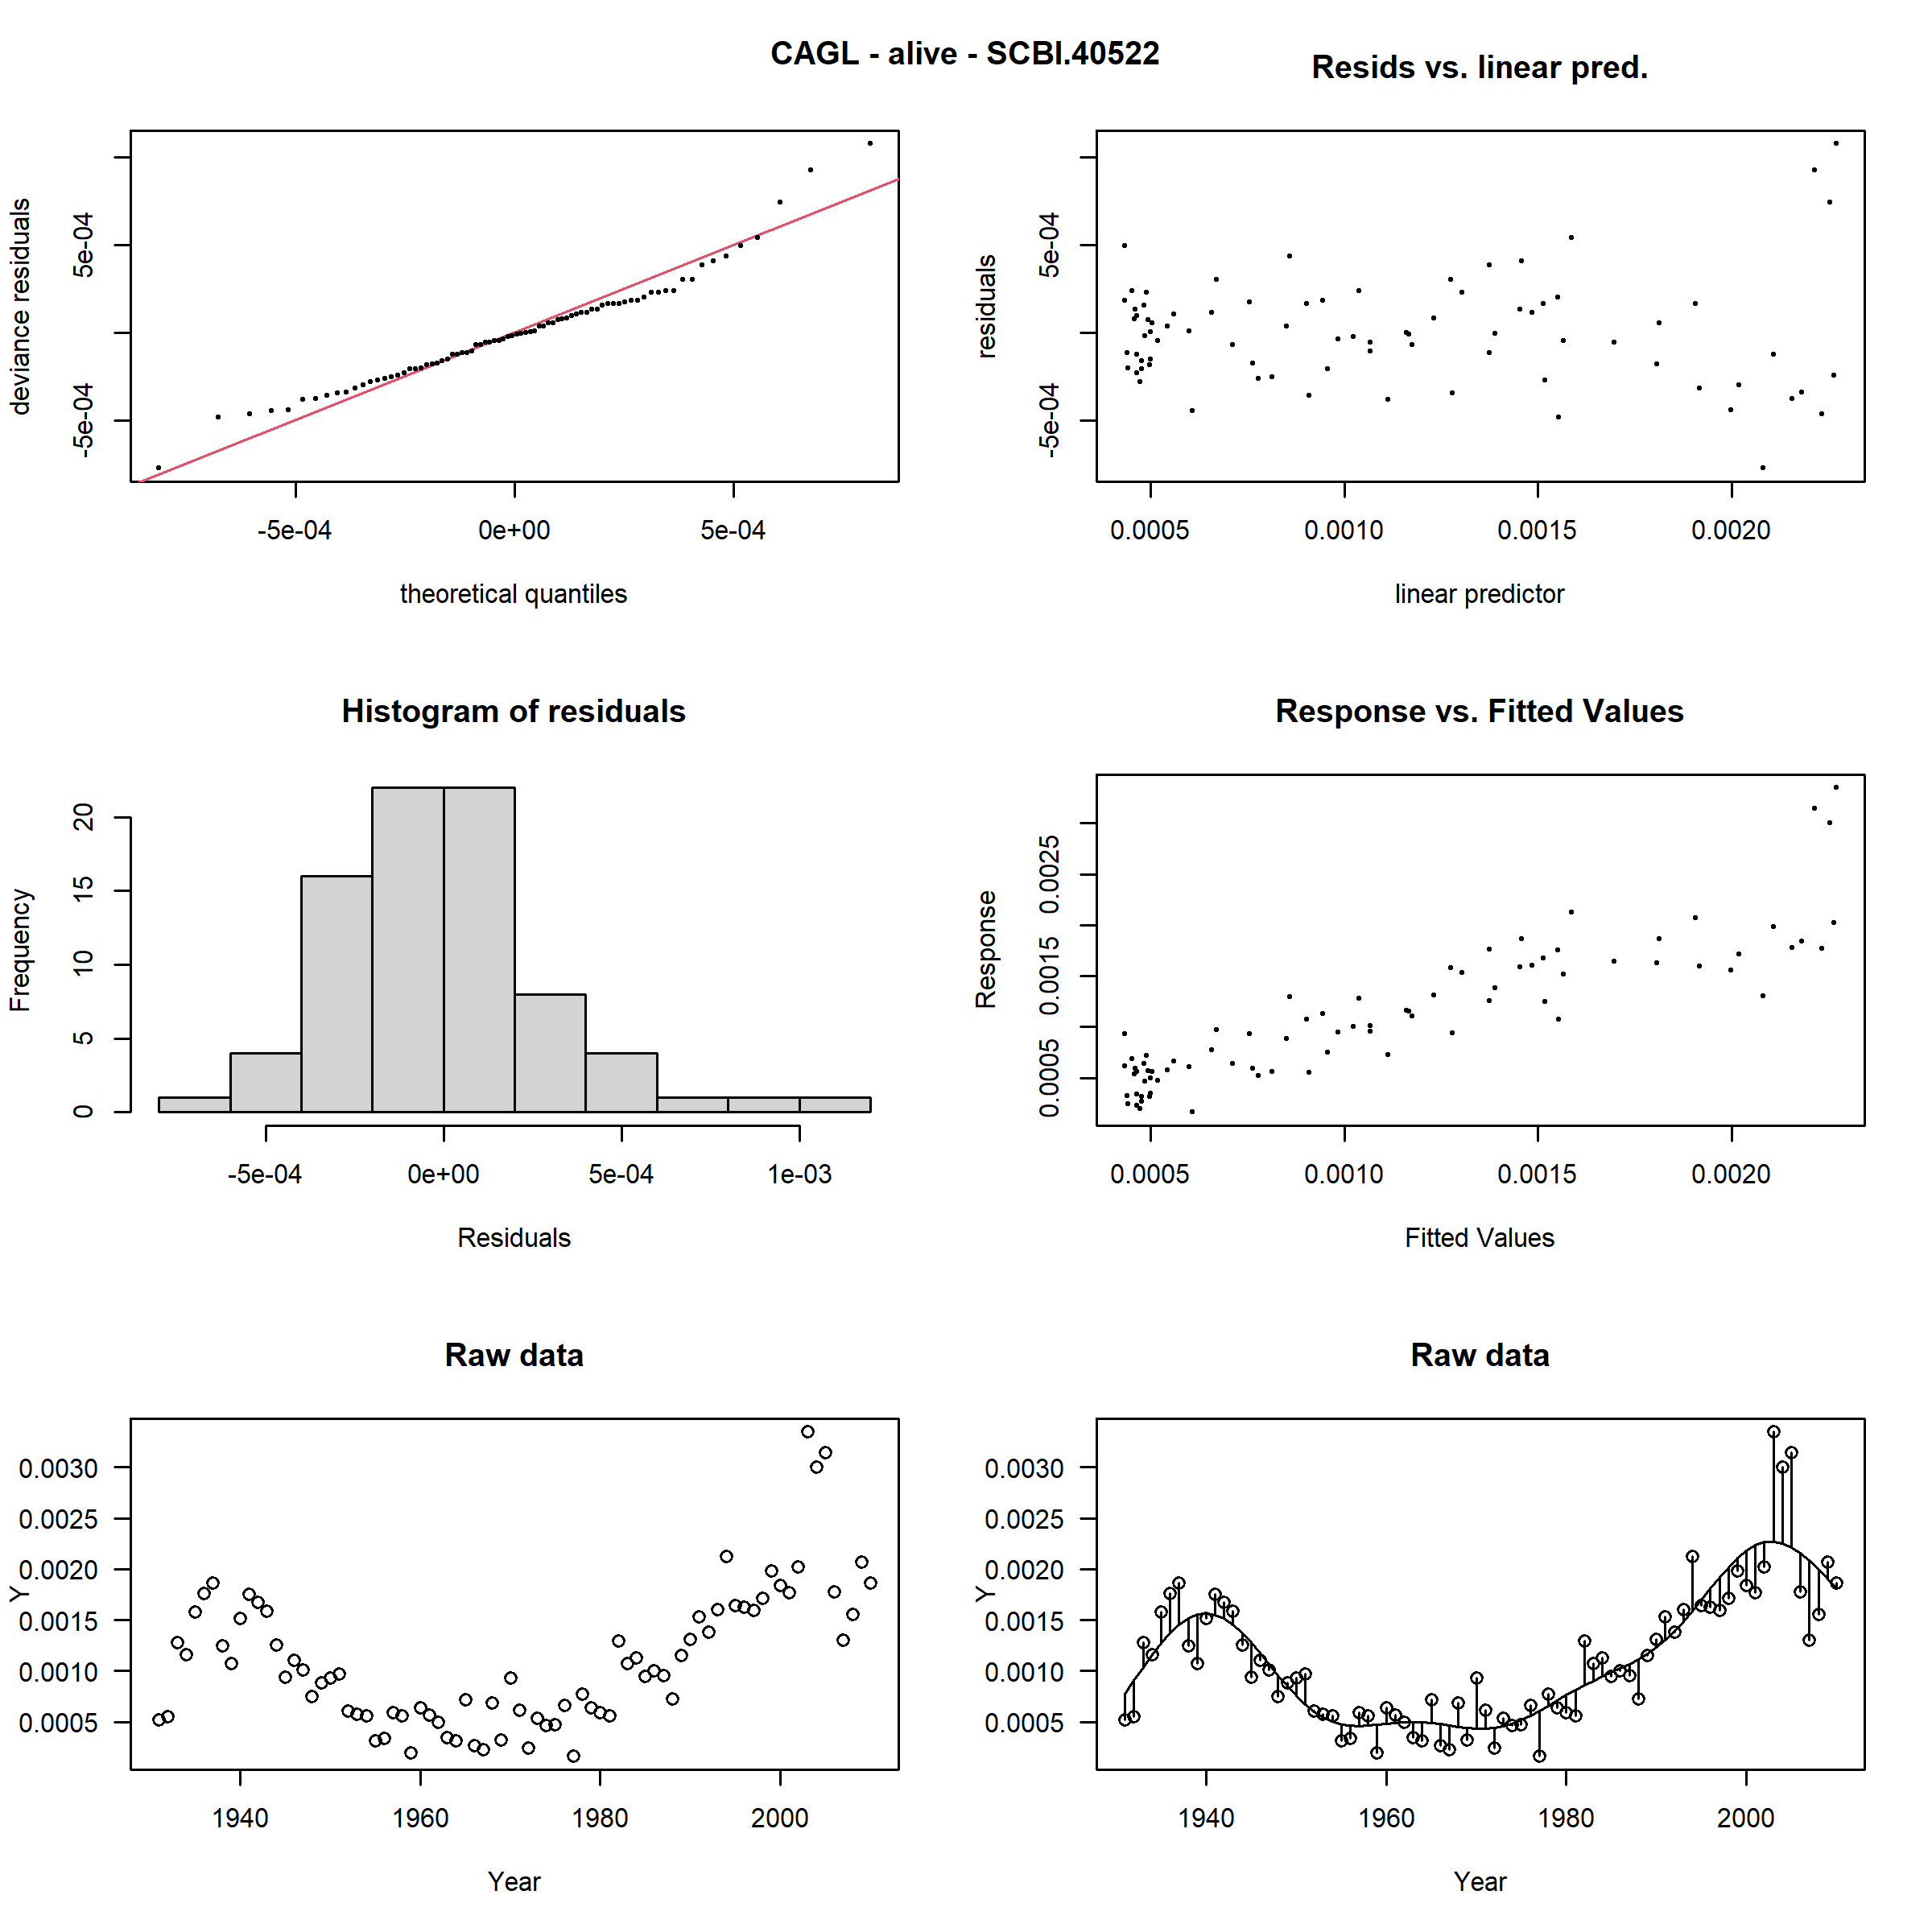 CAGL - alive - SCBI.40522
Resids vs. linear pred.
deviance residuals
-5e-04 5e-04
-5e-04 0e+00 5e-04
theoretical quantiles
residuals
-5e-04 5e-04
0.0005 0.0010 0.0015 0.0020
linear predictor
Histogram of residuals
Frequency
0 5 10 15 20
-5e-04 0e+00 5e-04 1e-03
Residuals
Response vs. Fitted Values
Response
0.0005 0.0015 0.0025
0.0005 0.0010 0.0015 0.0020
Fitted Values
Raw data
Y
0.0030
0.0025
0.0020
0.0015
0.0010
0.0005
1940 1960 1980 2000
Year
Raw data
Y
0.0030
0.0025
0.0020
0.0015
0.0010
0.0005
1940 1960 1980 2000
Year